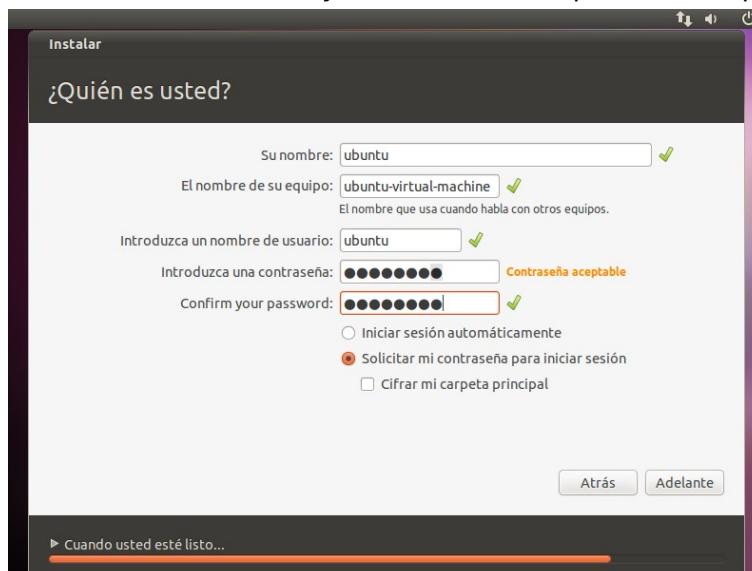 Instalar
¿Quién es usted?
Su nombre: ubuntu
El nombre de su equipo: ubuntu-virtual-machine
El nombre que usa cuando habla con otros equipos.
Introduzca un nombre de usuario: ubuntu
Introduzca una contraseña: ●●●●●●●● Contraseña aceptable
Confirm your password: ●●●●●●●●
Iniciar sesión automáticamente
Solicitar mi contraseña para iniciar sesión
Cifrar mi carpeta principal
Atrás Adelante
Cuando usted esté listo...